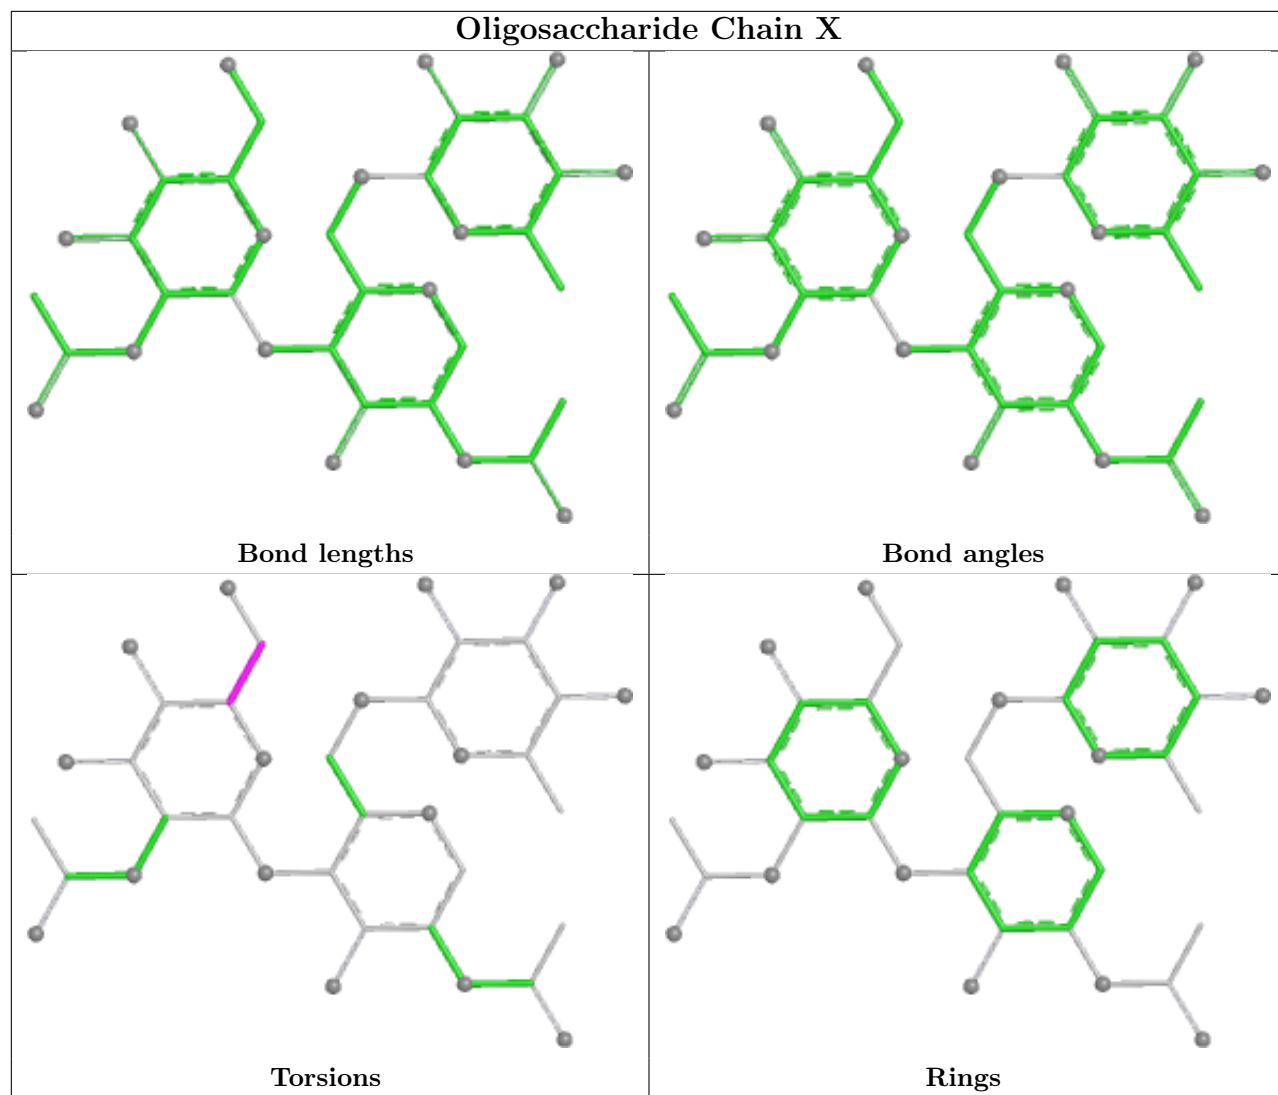 Oligosaccharide Chain X
Bond lengths
Bond angles
Torsions
Rings